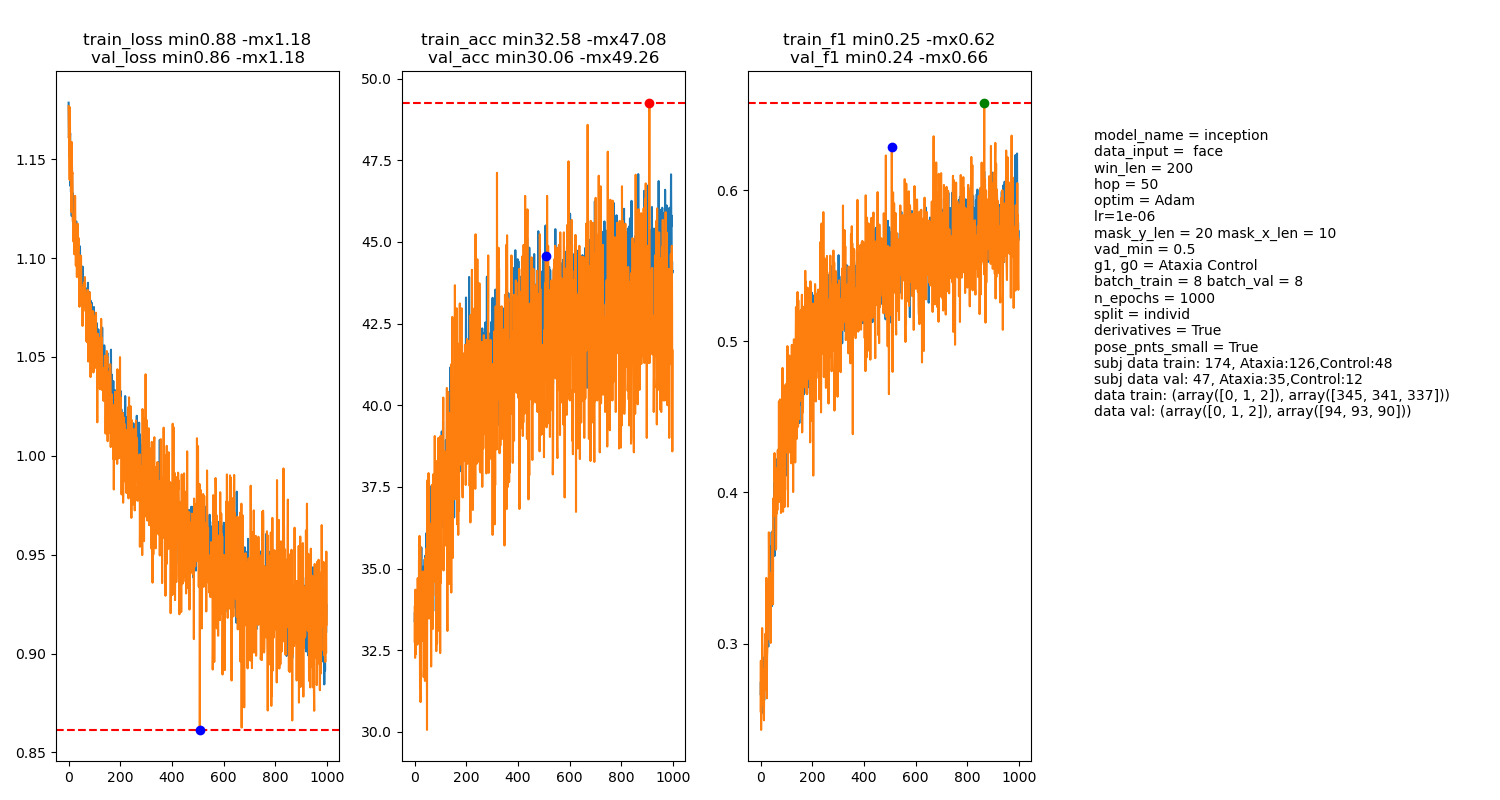 train_loss min0.88 -mx1.18
val_loss min0.86 -mx1.18
1.15
1.10
1.05
1.00
0.95
0.90
0.85
0
200
400
600
800
1000
train_acc min32.58 -mx47.08
val_acc min30.06 -mx49.26
50.0
47.5
45.0
42.5
40.0
37.5
35.0
32.5
30.0
0
200
400
600
800
1000
train_f1 min0.25 -mx0.62
val_f1 min0.24 -mx0.66
0.6
0.5
0.4
0.3
0
200
400
600
800
1000
model_name = inception
data_input =  face
win_len = 200
hop = 50
optim = Adam
lr=1e-06
mask_y_len = 20 mask_x_len = 10
vad_min = 0.5
g1, g0 = Ataxia Control
batch_train = 8 batch_val = 8
n_epochs = 1000
split = individ
derivatives = True
pose_pnts_small = True
subj data train: 174, Ataxia:126,Control:48
subj data val: 47, Ataxia:35,Control:12
data train: (array([0, 1, 2]), array([345, 341, 337]))
data val: (array([0, 1, 2]), array([94, 93, 90]))